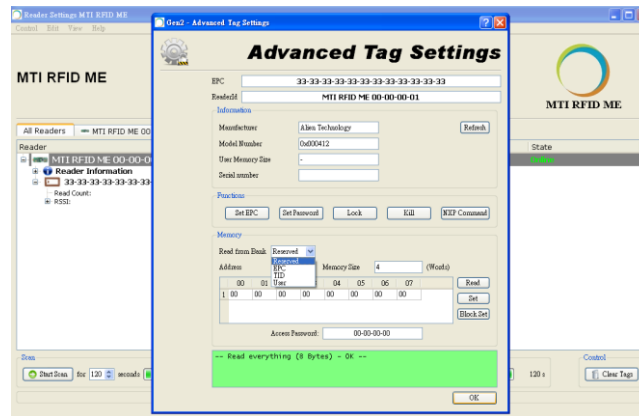 Reader Settings MTI RFID ME
Control Edit View Help
MTI RFID ME
All Readers MTI RFID ME 00
Reader
MTI RFID ME 00-00-0
Reader Information
33-33-33-33-33-33-
Read Count:
RSSI:
Gen2 - Advanced Tag Settings
Advanced Tag Settings
EPC 33-33-33-33-33-33-33-33-33-33-33-33
ReaderId MTI RFID ME 00-00-00-01
Information
Manufacturer Alien Technology Refresh
Model Number 0x000412
User Memory Size -
Serial number
Functions
Set EPC Set Password Lock Kill NXP Command
Memory
Read from Bank Reserved
Reserved
EPC
TID
User
Address Memory Size 4 (Words)
00 01 04 05 06 07 Read
1 00 00 00 00 00 00 00 00 Set
Block Set
Access Password: 00-00-00-00
-- Read everything (8 Bytes) - OK --
OK
MTI RFID ME
State
Online
Scan
Start Scan for 120 seconds
120 s
Control
Clear Tags